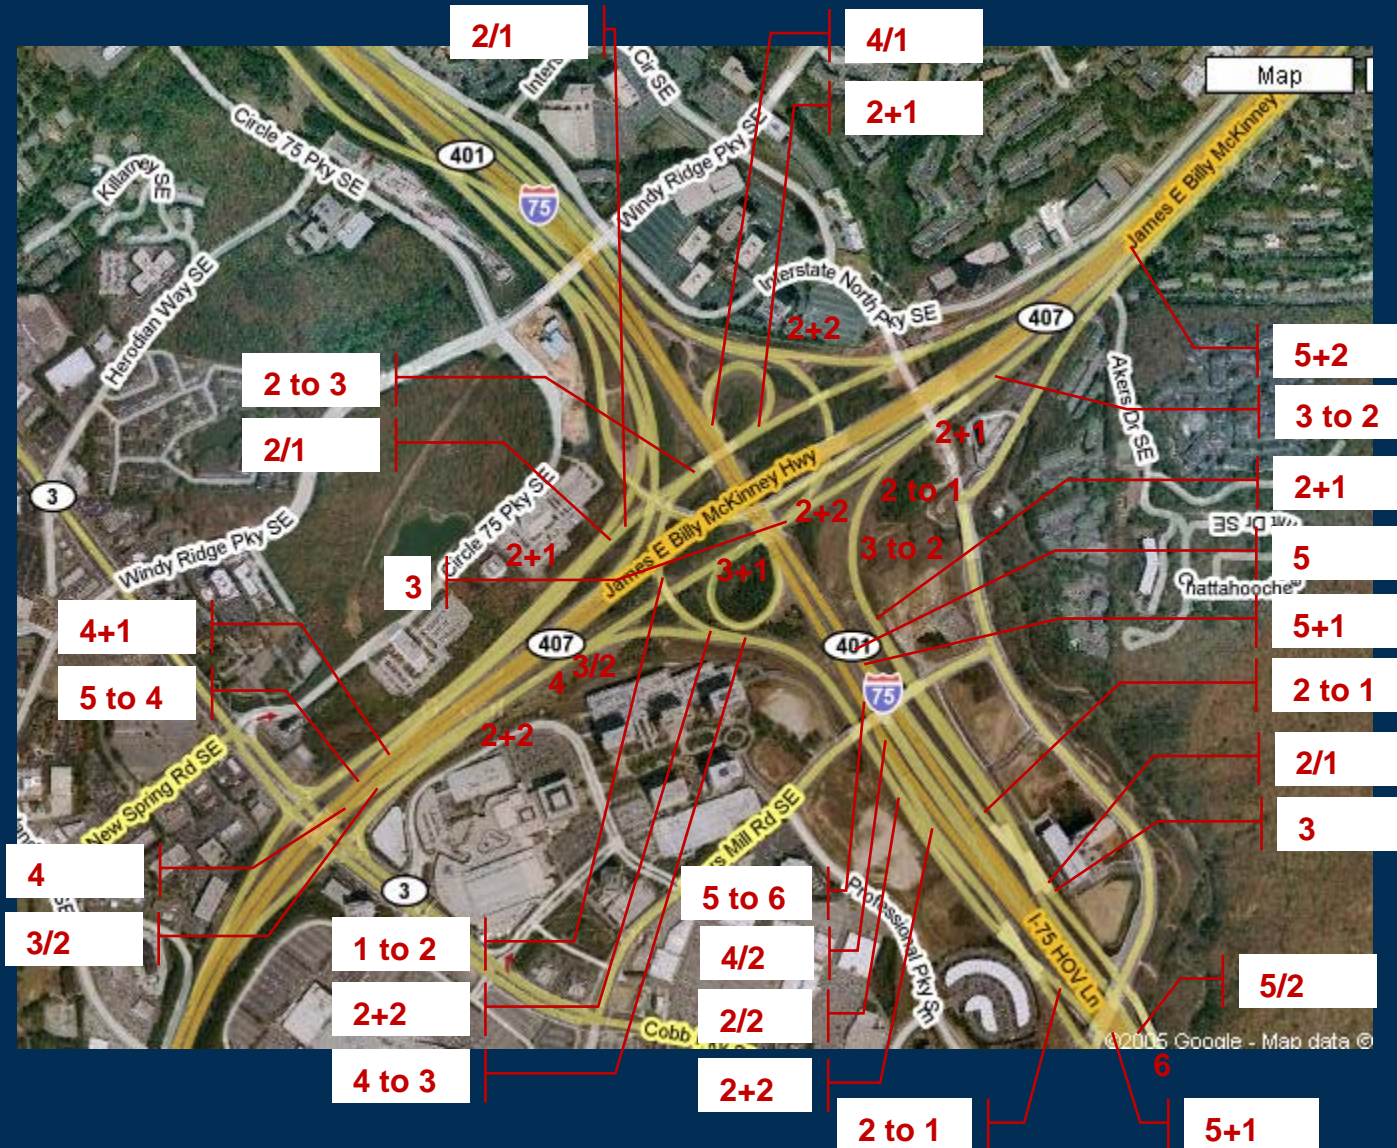 2/1
4/1
2+1
Map
Cir SE
Circle 75 Pky SE
Killarney SE
401
75
Windy Ridge Pky SE
James E Billy McKinney
Interstate North Pky SE
407
Herodian Way SE
2+2
Akers Dr SE
5+2
2 to 3
3 to 2
2/1
2+1
James E Billy McKinney Hwy
2 to 1
2+1
3
Windy Ridge Pky SE
Circle 75 Pky SE
2+2
Dr SE
2+1
3 to 2
5
3
3+1
Chattahoochee
4+1
407
401
5+1
3/2
4
5 to 4
75
2 to 1
2+2
New Spring Rd SE
2/1
Mill Rd SE
3
4
3
5 to 6
Professional Pky SE
SE
3/2
1 to 2
4/2
I-75 HOV Ln
5/2
2+2
2/2
Cobb
©2005 Google - Map data ©
6
4 to 3
2+2
2 to 1
5+1